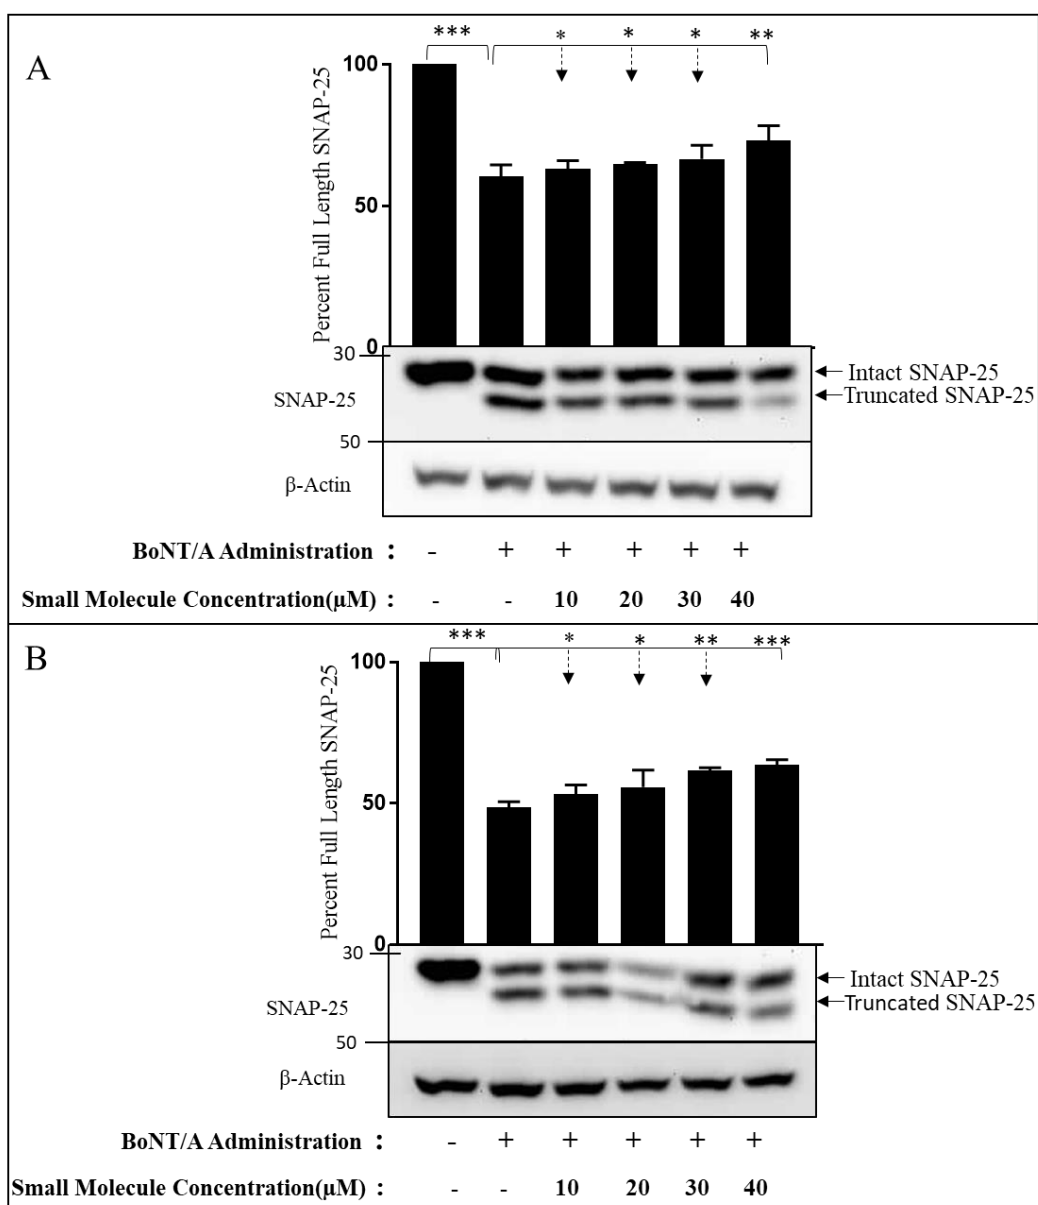 A
*** * * * **
Percent Full Length SNAP-25
100
50
0
30
Intact SNAP-25
SNAP-25
Truncated SNAP-25
50
β-Actin
BoNT/A Administration : - + + + + +
Small Molecule Concentration(μM) : - - 10 20 30 40
B
*** * * ** ***
Percent Full Length SNAP-25
100
50
0
30
Intact SNAP-25
SNAP-25
Truncated SNAP-25
50
β-Actin
BoNT/A Administration : - + + + + +
Small Molecule Concentration(μM) : - - 10 20 30 40